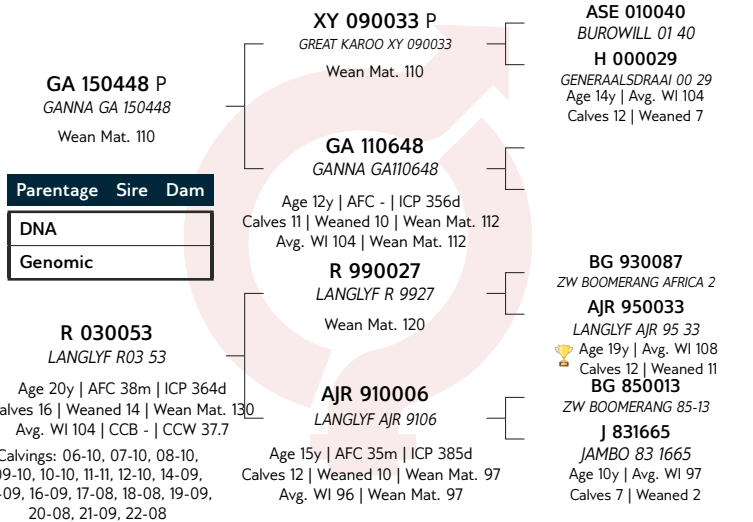 GA 150448 P
GANNA GA 150448
Wean Mat. 110
Parentage Sire Dam
DNA
Genomic
R 030053
LANGLYF R03 53
Age 20y | AFC 38m | ICP 364d
alves 16 | Weaned 14 | Wean Mat. 130
Avg. WI 104 | CCB - | CCW 37.7
Calvings: 06-10, 07-10, 08-10,
09-10, 10-10, 11-11, 12-10, 14-09,
-09, 16-09, 17-08, 18-08, 19-09,
20-08, 21-09, 22-08
XY 090033 P
GREAT KAROO XY 090033
Wean Mat. 110
GA 110648
GANNA GA110648
Age 12y | AFC - | ICP 356d
Calves 11 | Weaned 10 | Wean Mat. 112
Avg. WI 104 | Wean Mat. 112
R 990027
LANGLYF R 9927
Wean Mat. 120
AJR 910006
LANGLYF AJR 9106
Age 15y | AFC 35m | ICP 385d
Calves 12 | Weaned 10 | Wean Mat. 97
Avg. WI 96 | Wean Mat. 97
ASE 010040
BUROWILL 01 40
H 000029
GENERAALSDRAAI 00 29
Age 14y | Avg. WI 104
Calves 12 | Weaned 7
BG 930087
ZW BOOMERANG AFRICA 2
AJR 950033
LANGLYF AJR 95 33
Age 19y | Avg. WI 108
Calves 12 | Weaned 11
BG 850013
ZW BOOMERANG 85-13
J 831665
JAMBO 83 1665
Age 10y | Avg. WI 97
Calves 7 | Weaned 2